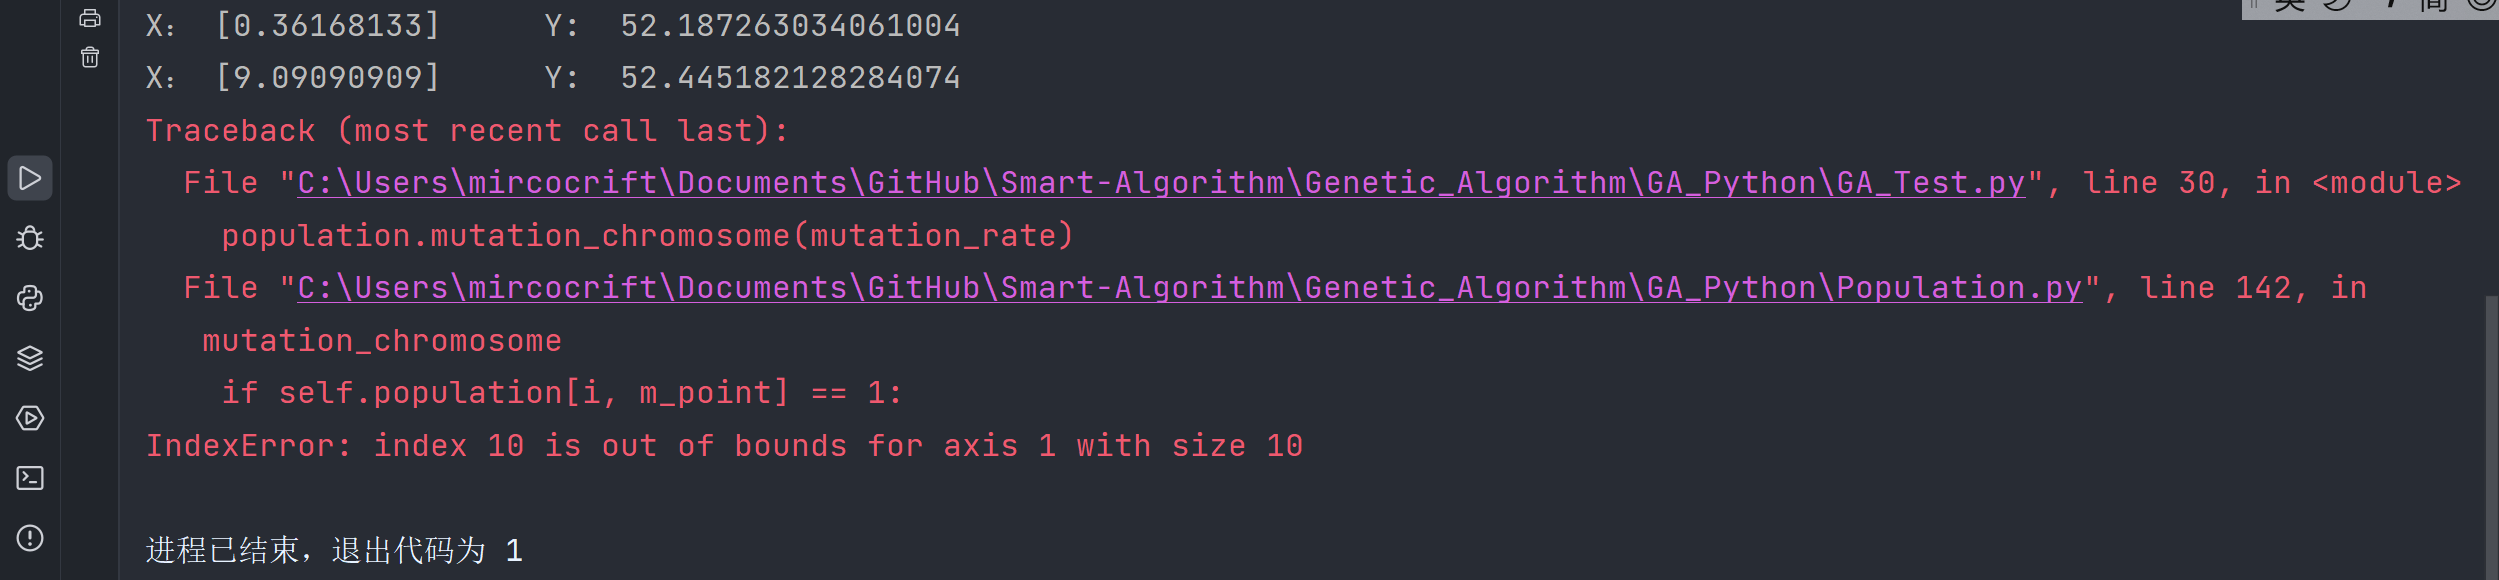 X: [0.36168133] Y: 52.187263034061004
X: [9.09090909] Y: 52.445182128284074
Traceback (most recent call last):
File "C:\Users\mircocrift\Documents\GitHub\Smart-Algorithm\Genetic_Algorithm\GA_Python\GA_Test.py", line 30, in <module>
population.mutation_chromosome(mutation_rate)
File "C:\Users\mircocrift\Documents\GitHub\Smart-Algorithm\Genetic_Algorithm\GA_Python\Population.py", line 142, in
mutation_chromosome
if self.population[i, m_point] == 1:
IndexError: index 10 is out of bounds for axis 1 with size 10
进程已结束，退出代码为 1